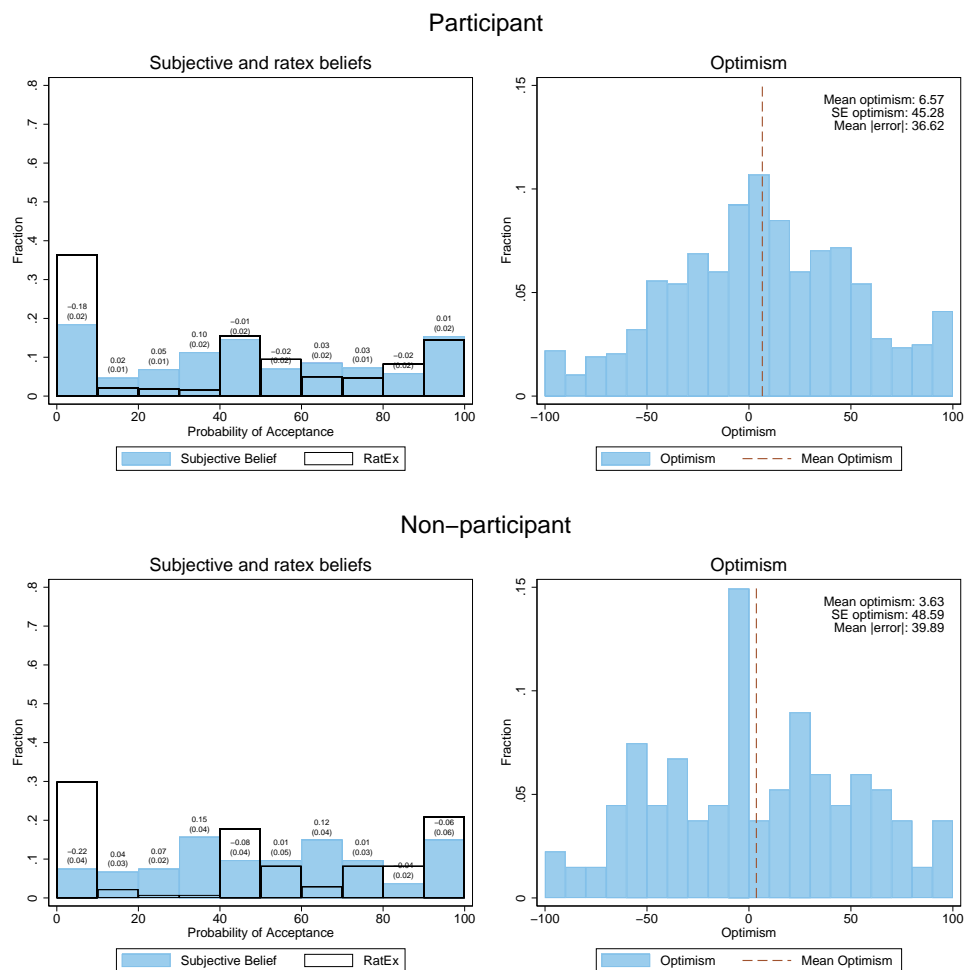 Participant
Subjective and ratex beliefs
Fraction
0 .1 .2 .3 .4 .5 .6 .7 .8
−0.18
(0.02)
0.02
(0.01)
0.05
(0.01)
0.10
(0.02)
−0.01
(0.02)
−0.02
(0.02)
0.03
(0.02)
0.03
(0.01)
−0.02
(0.02)
0.01
(0.02)
0 20 40 60 80 100
Probability of Acceptance
Subjective Belief RatEx
Optimism
Mean optimism: 6.57
SE optimism: 45.28
Mean |error|: 36.62
Fraction
0 .05 .1 .15
−100 −50 0 50 100
Optimism
Optimism Mean Optimism
Non−participant
Subjective and ratex beliefs
Fraction
0 .1 .2 .3 .4 .5 .6 .7 .8
−0.22
(0.04)
0.04
(0.03)
0.07
(0.02)
0.15
(0.04)
−0.08
(0.04)
0.01
(0.05)
0.12
(0.04)
0.01
(0.03)
−0.04
(0.02)
−0.06
(0.06)
0 20 40 60 80 100
Probability of Acceptance
Subjective Belief RatEx
Optimism
Mean optimism: 3.63
SE optimism: 48.59
Mean |error|: 39.89
Fraction
0 .05 .1 .15
−100 −50 0 50 100
Optimism
Optimism Mean Optimism